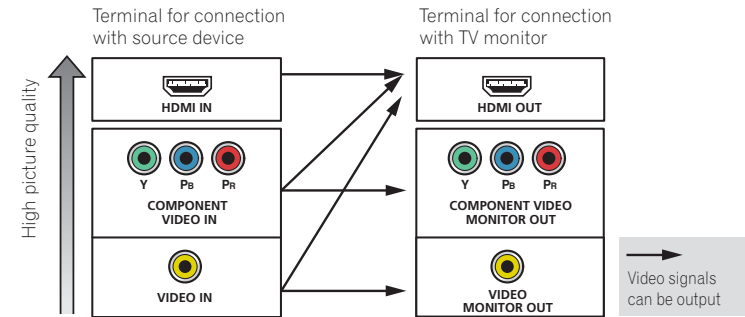 Terminal for connection
with source device
Terminal for connection
with TV monitor
High picture quality
HDMI IN
HDMI OUT
Y PB PR
COMPONENT
VIDEO IN
Y PB PR
COMPONENT VIDEO
MONITOR OUT
VIDEO IN
VIDEO
MONITOR OUT
Video signals
can be output